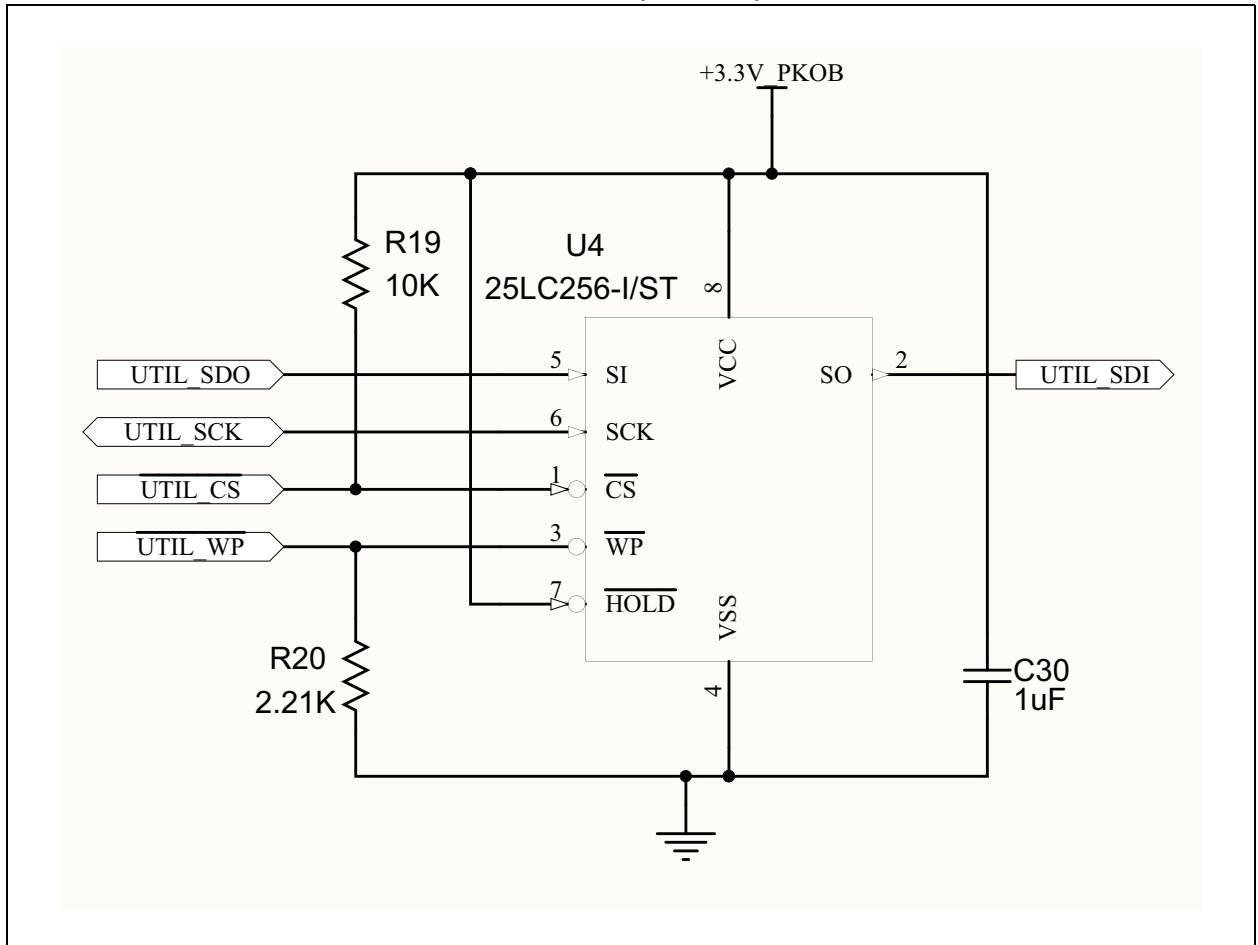 +3.3V_PKOB
R19
10K
U4
25LC256-I/ST
8
VCC
UTIL_SDO
5
SI
SO
2
UTIL_SDI
UTIL_SCK
6
SCK
UTIL_CS
1
CS
UTIL_WP
3
WP
7
HOLD
VSS
4
R20
2.21K
C30
1uF